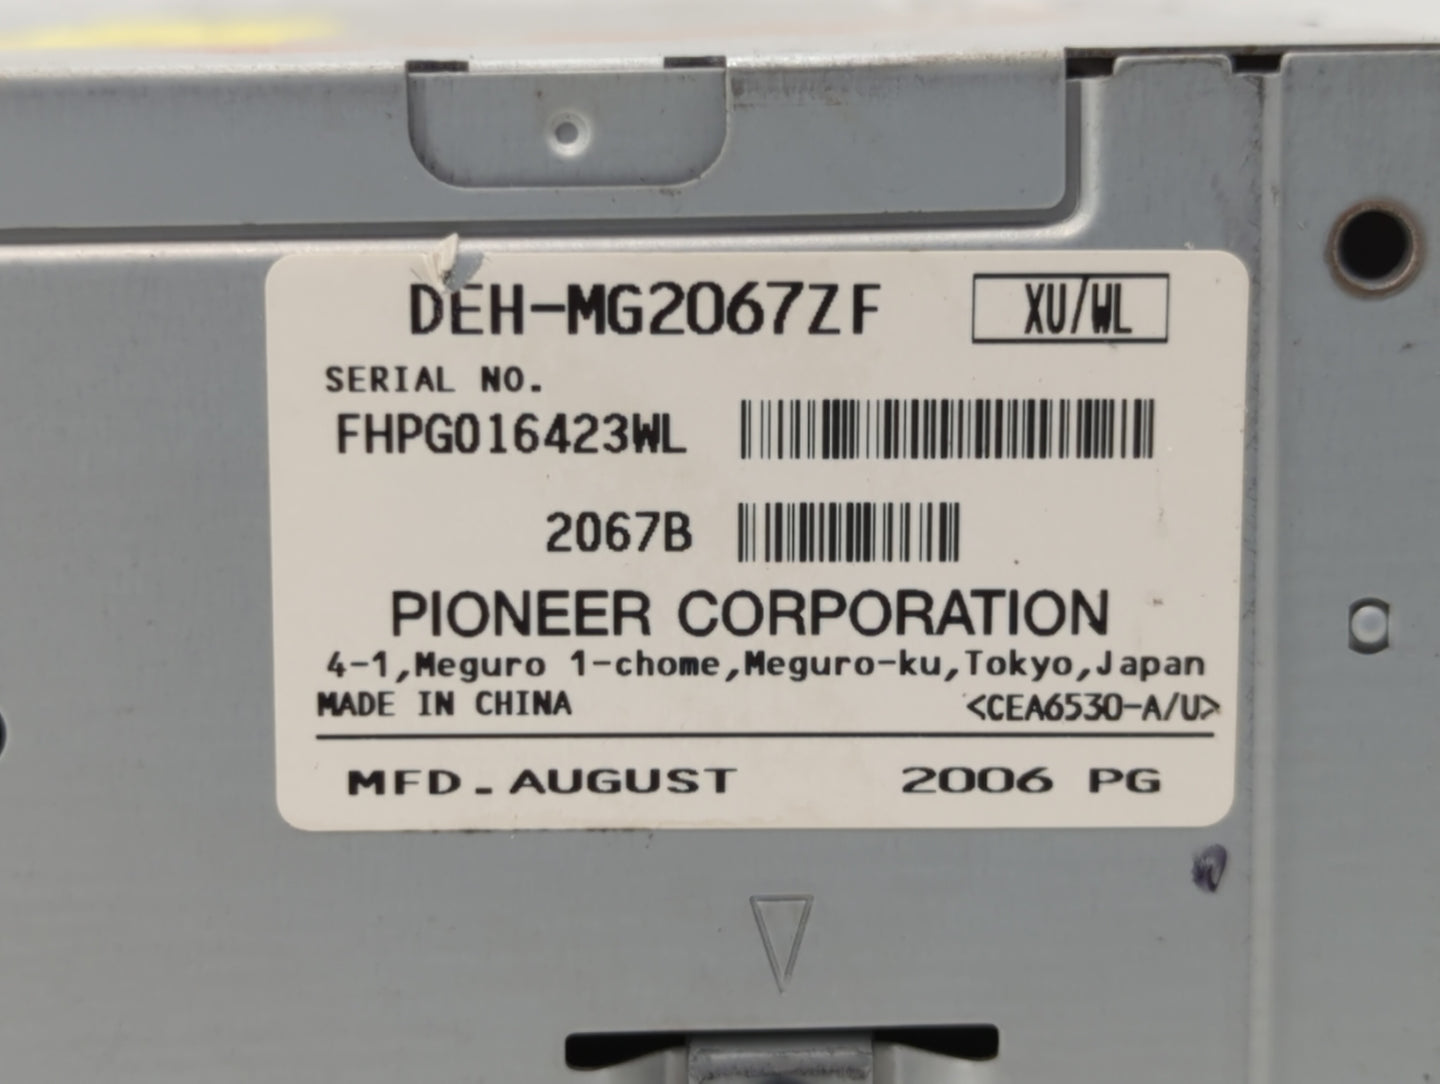 DEH-MG2067ZF XU/WL
SERIAL NO.
FHPG016423WL
2067B
PIONEER CORPORATION
4-1,Meguro 1-chome,Meguro-ku,Tokyo,Japan
MADE IN CHINA <CEA6530-A/U>
MFD. AUGUST 2006 PG